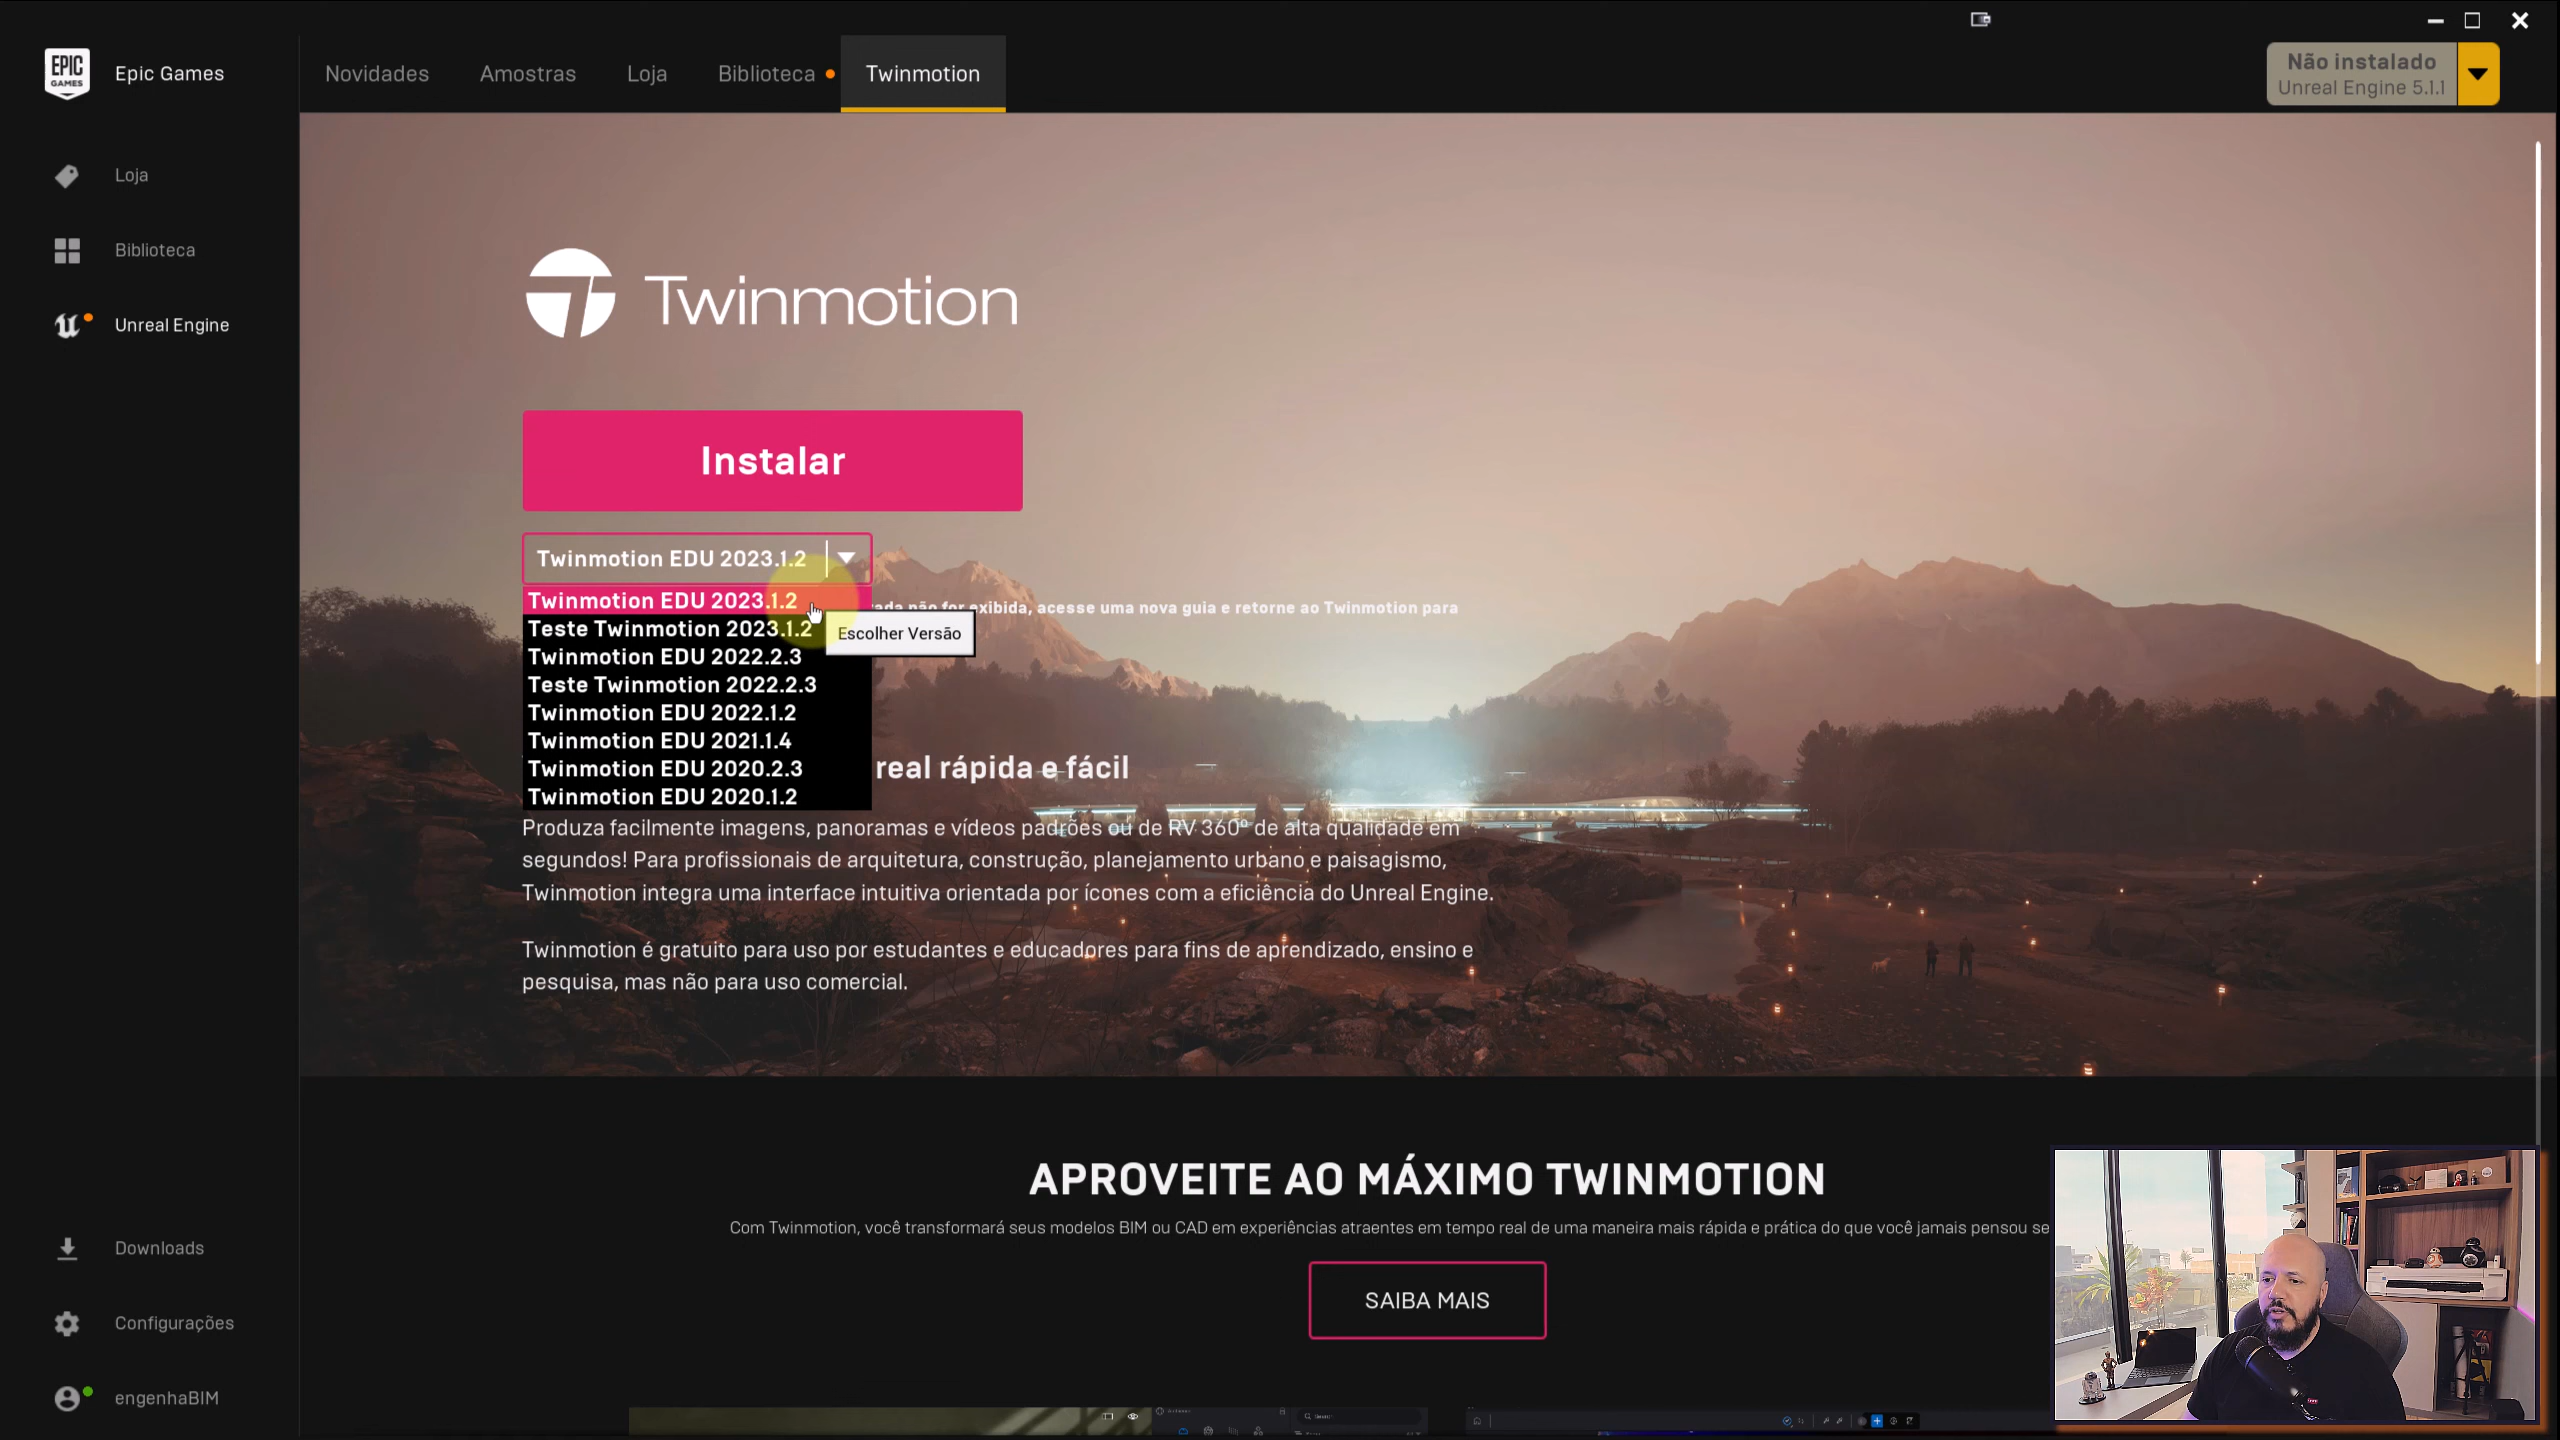 EPIC
GAMES
Epic Games
Novidades
Amostras
Loja
Biblioteca
Twinmotion
Não instalado
Unreal Engine 5.1.1
Loja
Biblioteca
Unreal Engine
Twinmotion
Instalar
Twinmotion EDU 2023.1.2
Twinmotion EDU 2023.1.2
não for exibida, acesse uma nova guia e retorne ao Twinmotion para
Teste Twinmotion 2023.1.2
Escolher Versão
Twinmotion EDU 2022.2.3
Teste Twinmotion 2022.2.3
Twinmotion EDU 2022.1.2
Twinmotion EDU 2021.1.4
Twinmotion EDU 2020.2.3
real rápida e fácil
Twinmotion EDU 2020.1.2
Produza facilmente imagens, panoramas e vídeos padrões ou de RV 360º de alta qualidade em
segundos! Para profissionais de arquitetura, construção, planejamento urbano e paisagismo,
Twinmotion integra uma interface intuitiva orientada por ícones com a eficiência do Unreal Engine.
Twinmotion é gratuito para uso por estudantes e educadores para fins de aprendizado, ensino e
pesquisa, mas não para uso comercial.
APROVEITE AO MÁXIMO TWINMOTION
Com Twinmotion, você transformará seus modelos BIM ou CAD em experiências atraentes em tempo real de uma maneira mais rápida e prática do que você jamais pensou se
SAIBA MAIS
Downloads
Configurações
engenhaBIM